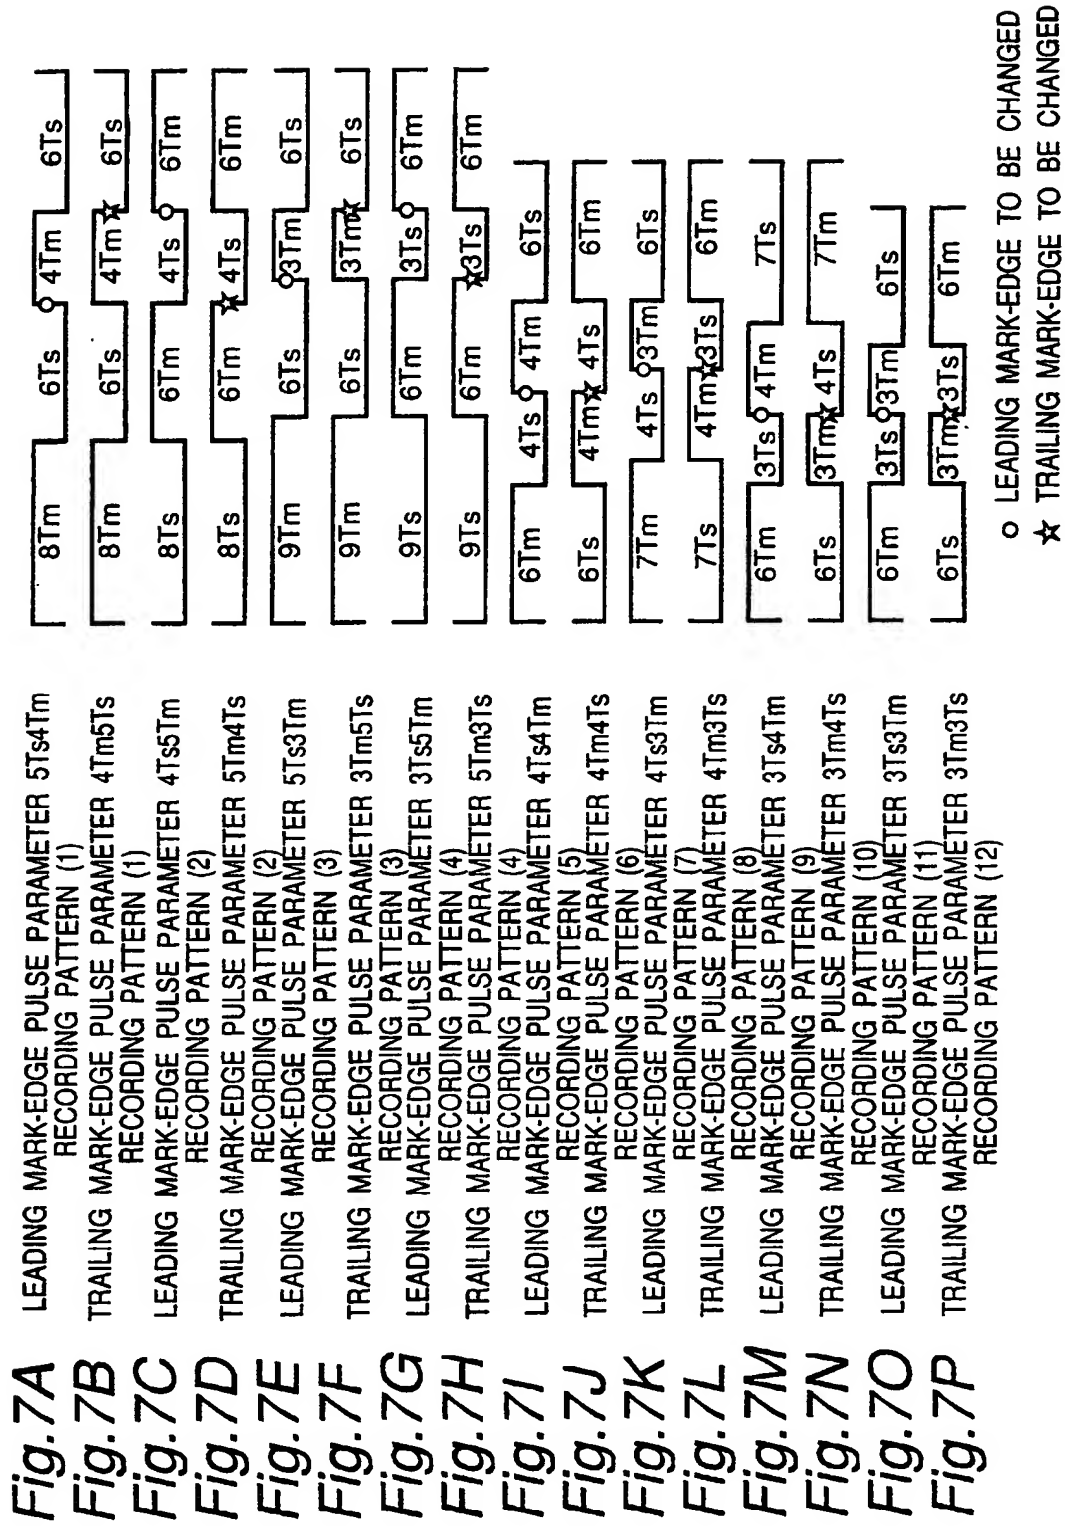 Fig.7A LEADING MARK-EDGE PULSE PARAMETER 5Ts4Tm 8Tm 6Ts 4Tm 6Ts
RECORDING PATTERN (1)
Fig.7B TRAILING MARK-EDGE PULSE PARAMETER 4Tm5Ts 8Tm 6Ts 4Tm 6Ts
RECORDING PATTERN (1)
Fig.7C LEADING MARK-EDGE PULSE PARAMETER 4Ts5Tm 8Ts 6Tm 4Ts 6Tm
RECORDING PATTERN (2)
Fig.7D TRAILING MARK-EDGE PULSE PARAMETER 5Tm4Ts 8Ts 6Tm 4Ts 6Tm
RECORDING PATTERN (2)
Fig.7E LEADING MARK-EDGE PULSE PARAMETER 5Ts3Tm 9Tm 6Ts 3Tm 6Ts
RECORDING PATTERN (3)
Fig.7F TRAILING MARK-EDGE PULSE PARAMETER 3Tm5Ts 9Tm 6Ts 3Tm 6Ts
RECORDING PATTERN (3)
Fig.7G LEADING MARK-EDGE PULSE PARAMETER 3Ts5Tm 9Ts 6Tm 3Ts 6Tm
RECORDING PATTERN (4)
Fig.7H TRAILING MARK-EDGE PULSE PARAMETER 5Tm3Ts 9Ts 6Tm 3Ts 6Tm
RECORDING PATTERN (4)
Fig.7I LEADING MARK-EDGE PULSE PARAMETER 4Ts4Tm 6Tm 4Ts 4Tm 6Ts
RECORDING PATTERN (5)
Fig.7J TRAILING MARK-EDGE PULSE PARAMETER 4Tm4Ts 6Ts 4Tm 4Ts 6Tm
RECORDING PATTERN (6)
Fig.7K LEADING MARK-EDGE PULSE PARAMETER 4Ts3Tm 7Tm 4Ts 3Tm 6Ts
RECORDING PATTERN (7)
Fig.7L TRAILING MARK-EDGE PULSE PARAMETER 4Tm3Ts 7Ts 4Tm 3Ts 6Tm
RECORDING PATTERN (8)
Fig.7M LEADING MARK-EDGE PULSE PARAMETER 3Ts4Tm 6Tm 3Ts 4Tm 7Ts
RECORDING PATTERN (9)
Fig.7N TRAILING MARK-EDGE PULSE PARAMETER 3Tm4Ts 6Ts 3Tm 4Ts 7Tm
RECORDING PATTERN (10)
Fig.7O LEADING MARK-EDGE PULSE PARAMETER 3Ts3Tm 6Tm 3Ts 3Tm 6Ts
RECORDING PATTERN (11)
Fig.7P TRAILING MARK-EDGE PULSE PARAMETER 3Tm3Ts 6Ts 3Tm 3Ts 6Tm
RECORDING PATTERN (12)
LEADING MARK-EDGE TO BE CHANGED
TRAILING MARK-EDGE TO BE CHANGED